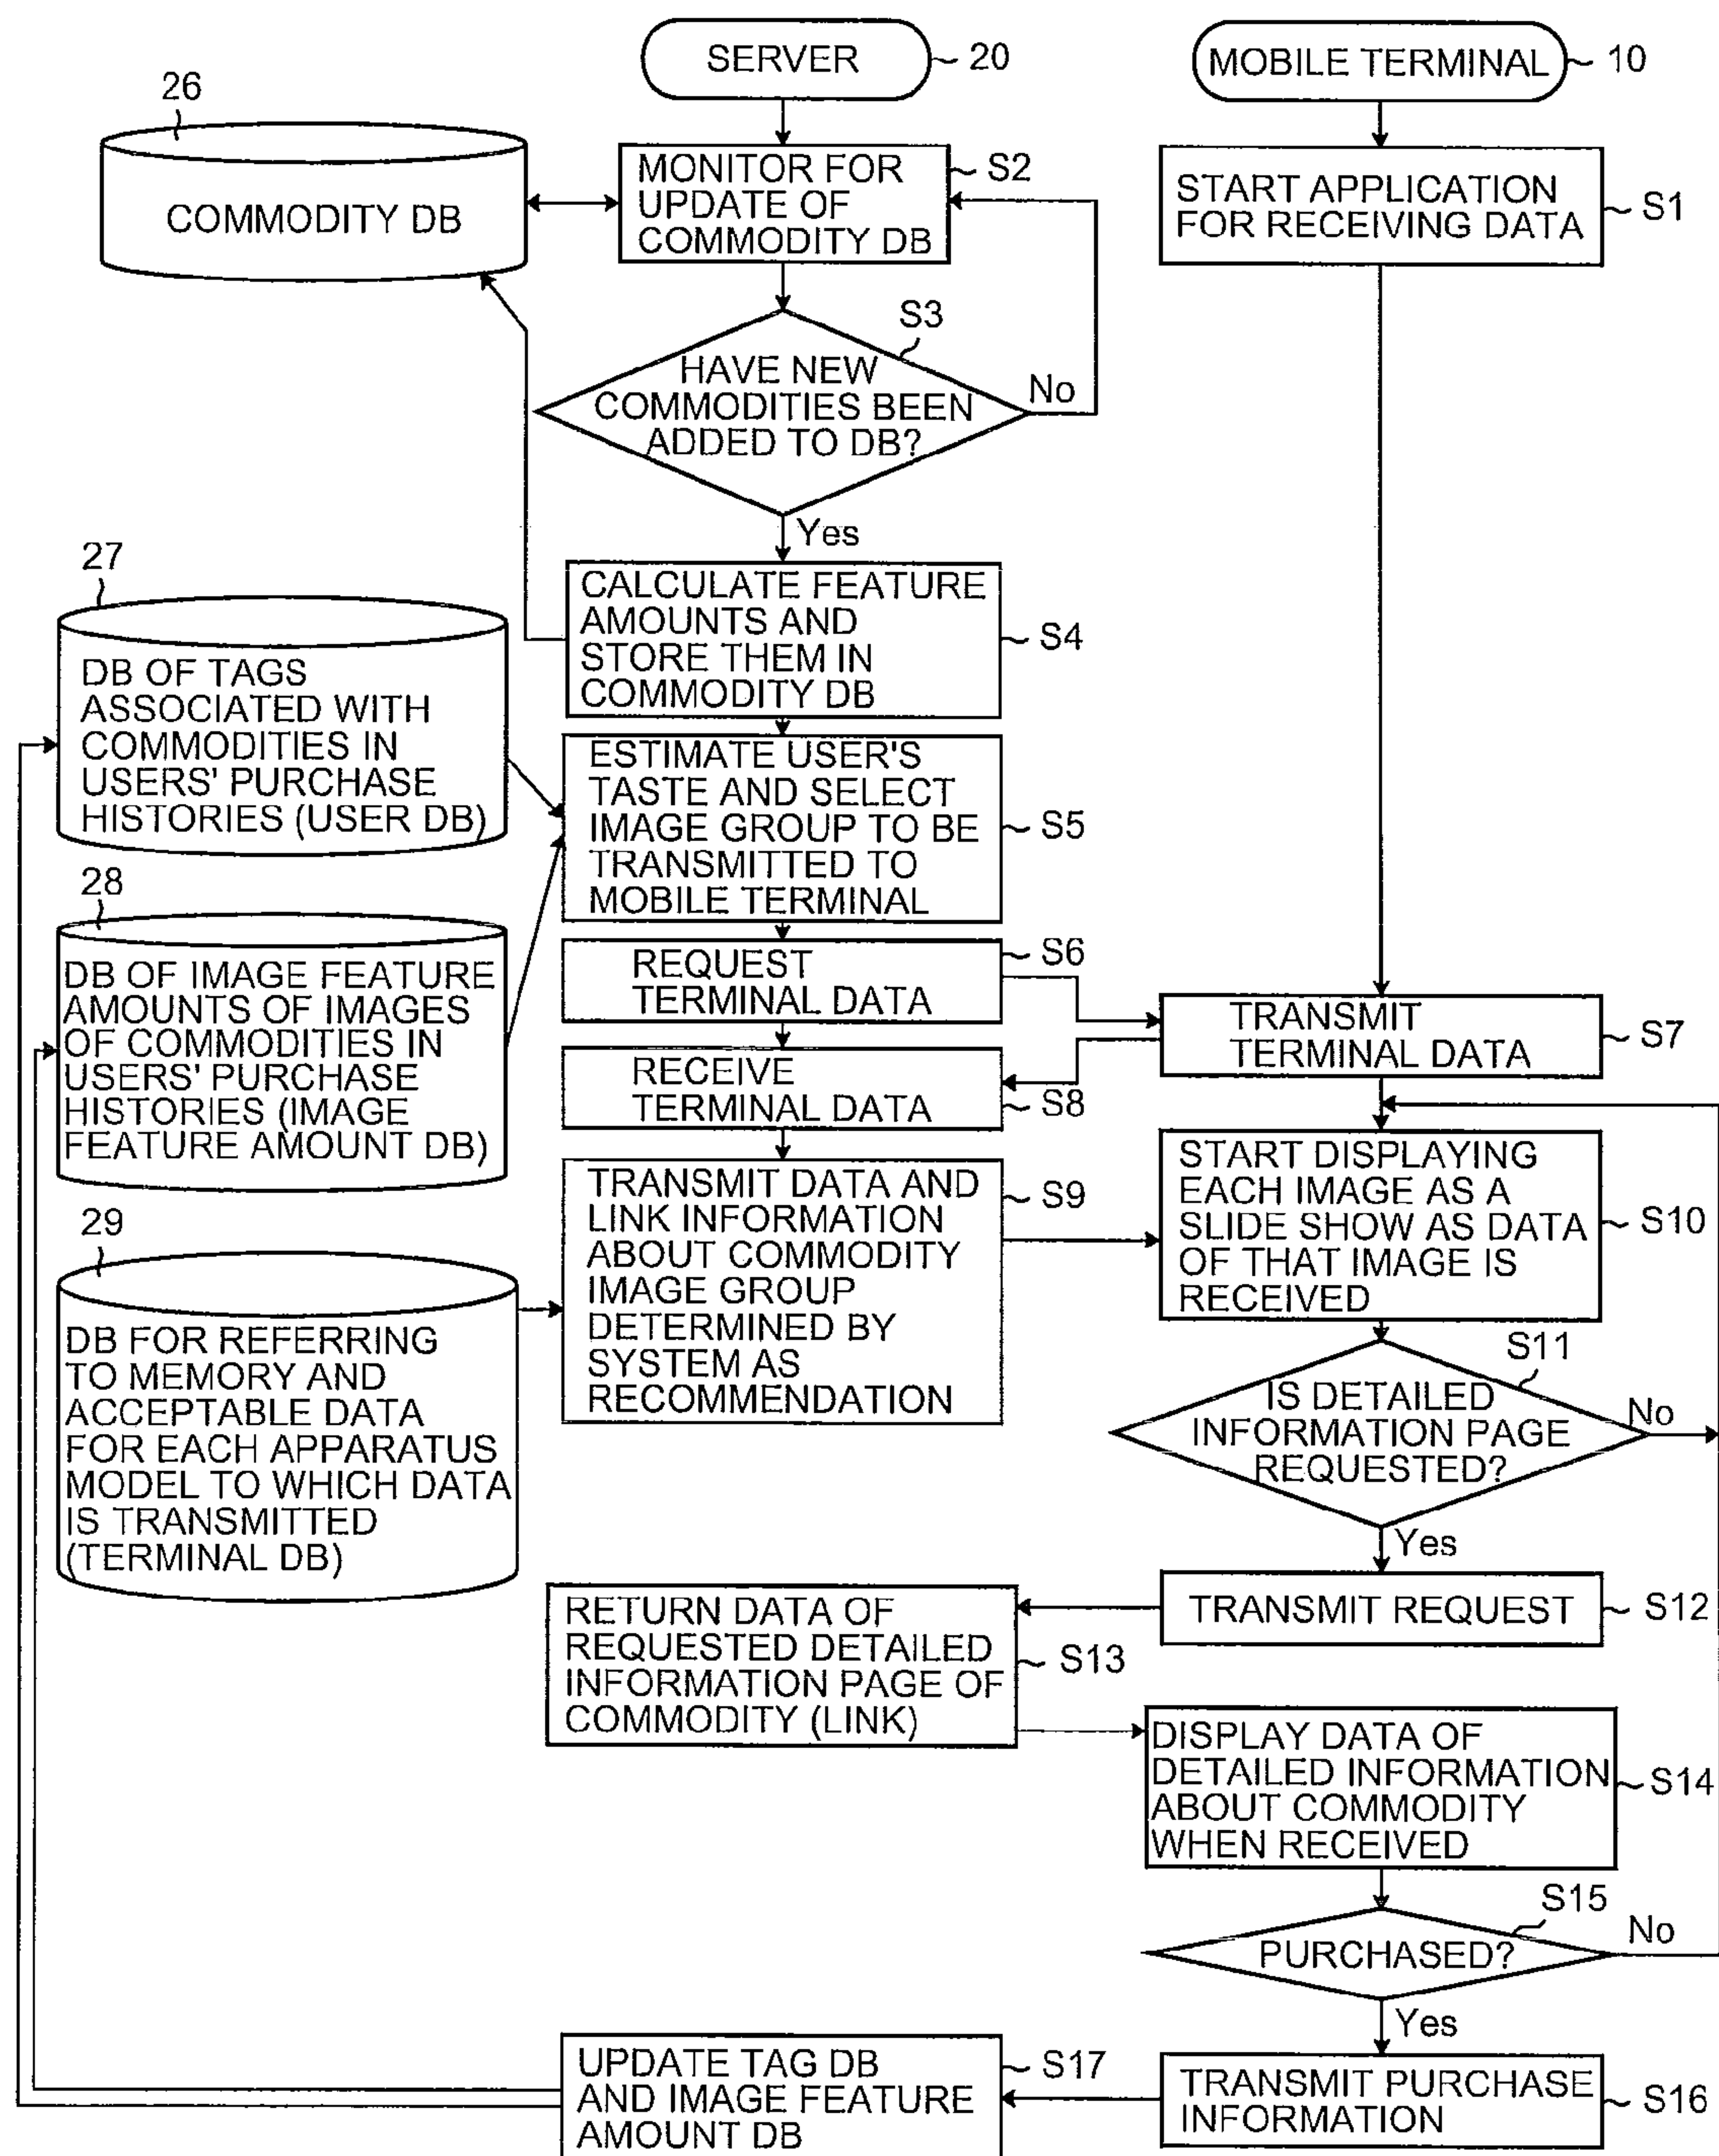 SERVER
20
MOBILE TERMINAL
10
26
COMMODITY DB
MONITOR FOR
UPDATE OF
COMMODITY DB
S2
START APPLICATION
FOR RECEIVING DATA
S1
S3
HAVE NEW
COMMODITIES BEEN
ADDED TO DB?
No
Yes
CALCULATE FEATURE
AMOUNTS AND
STORE THEM IN
COMMODITY DB
S4
27
DB OF TAGS
ASSOCIATED WITH
COMMODITIES IN
USERS' PURCHASE
HISTORIES (USER DB)
ESTIMATE USER'S
TASTE AND SELECT
IMAGE GROUP TO BE
TRANSMITTED TO
MOBILE TERMINAL
S5
28
DB OF IMAGE FEATURE
AMOUNTS OF IMAGES
OF COMMODITIES IN
USERS' PURCHASE
HISTORIES (IMAGE
FEATURE AMOUNT DB)
REQUEST
TERMINAL DATA
S6
TRANSMIT
TERMINAL DATA
S7
RECEIVE
TERMINAL DATA
S8
29
DB FOR REFERRING
TO MEMORY AND
ACCEPTABLE DATA
FOR EACH APPARATUS
MODEL TO WHICH DATA
IS TRANSMITTED
(TERMINAL DB)
TRANSMIT DATA AND
LINK INFORMATION
ABOUT COMMODITY
IMAGE GROUP
DETERMINED BY
SYSTEM AS
RECOMMENDATION
S9
START DISPLAYING
EACH IMAGE AS A
SLIDE SHOW AS DATA
OF THAT IMAGE IS
RECEIVED
S10
S11
IS DETAILED
INFORMATION PAGE
REQUESTED?
No
Yes
TRANSMIT REQUEST
S12
RETURN DATA OF
REQUESTED DETAILED
INFORMATION PAGE OF
COMMODITY (LINK)
S13
DISPLAY DATA OF
DETAILED INFORMATION
ABOUT COMMODITY
WHEN RECEIVED
S14
S15
PURCHASED?
No
Yes
TRANSMIT PURCHASE
INFORMATION
S16
UPDATE TAG DB
AND IMAGE FEATURE
AMOUNT DB
S17